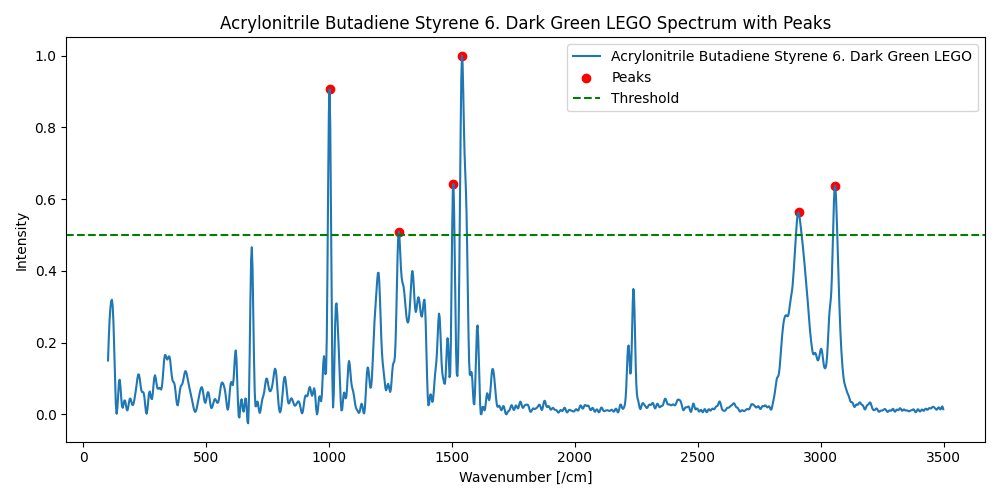 Acrylonitrile Butadiene Styrene 6. Dark Green LEGO Spectrum with Peaks
Acrylonitrile Butadiene Styrene 6. Dark Green LEGO
Peaks
Threshold
Intensity
1.0
0.8
0.6
0.4
0.2
0.0
0 500 1000 1500 2000 2500 3000 3500
Wavenumber [/cm]